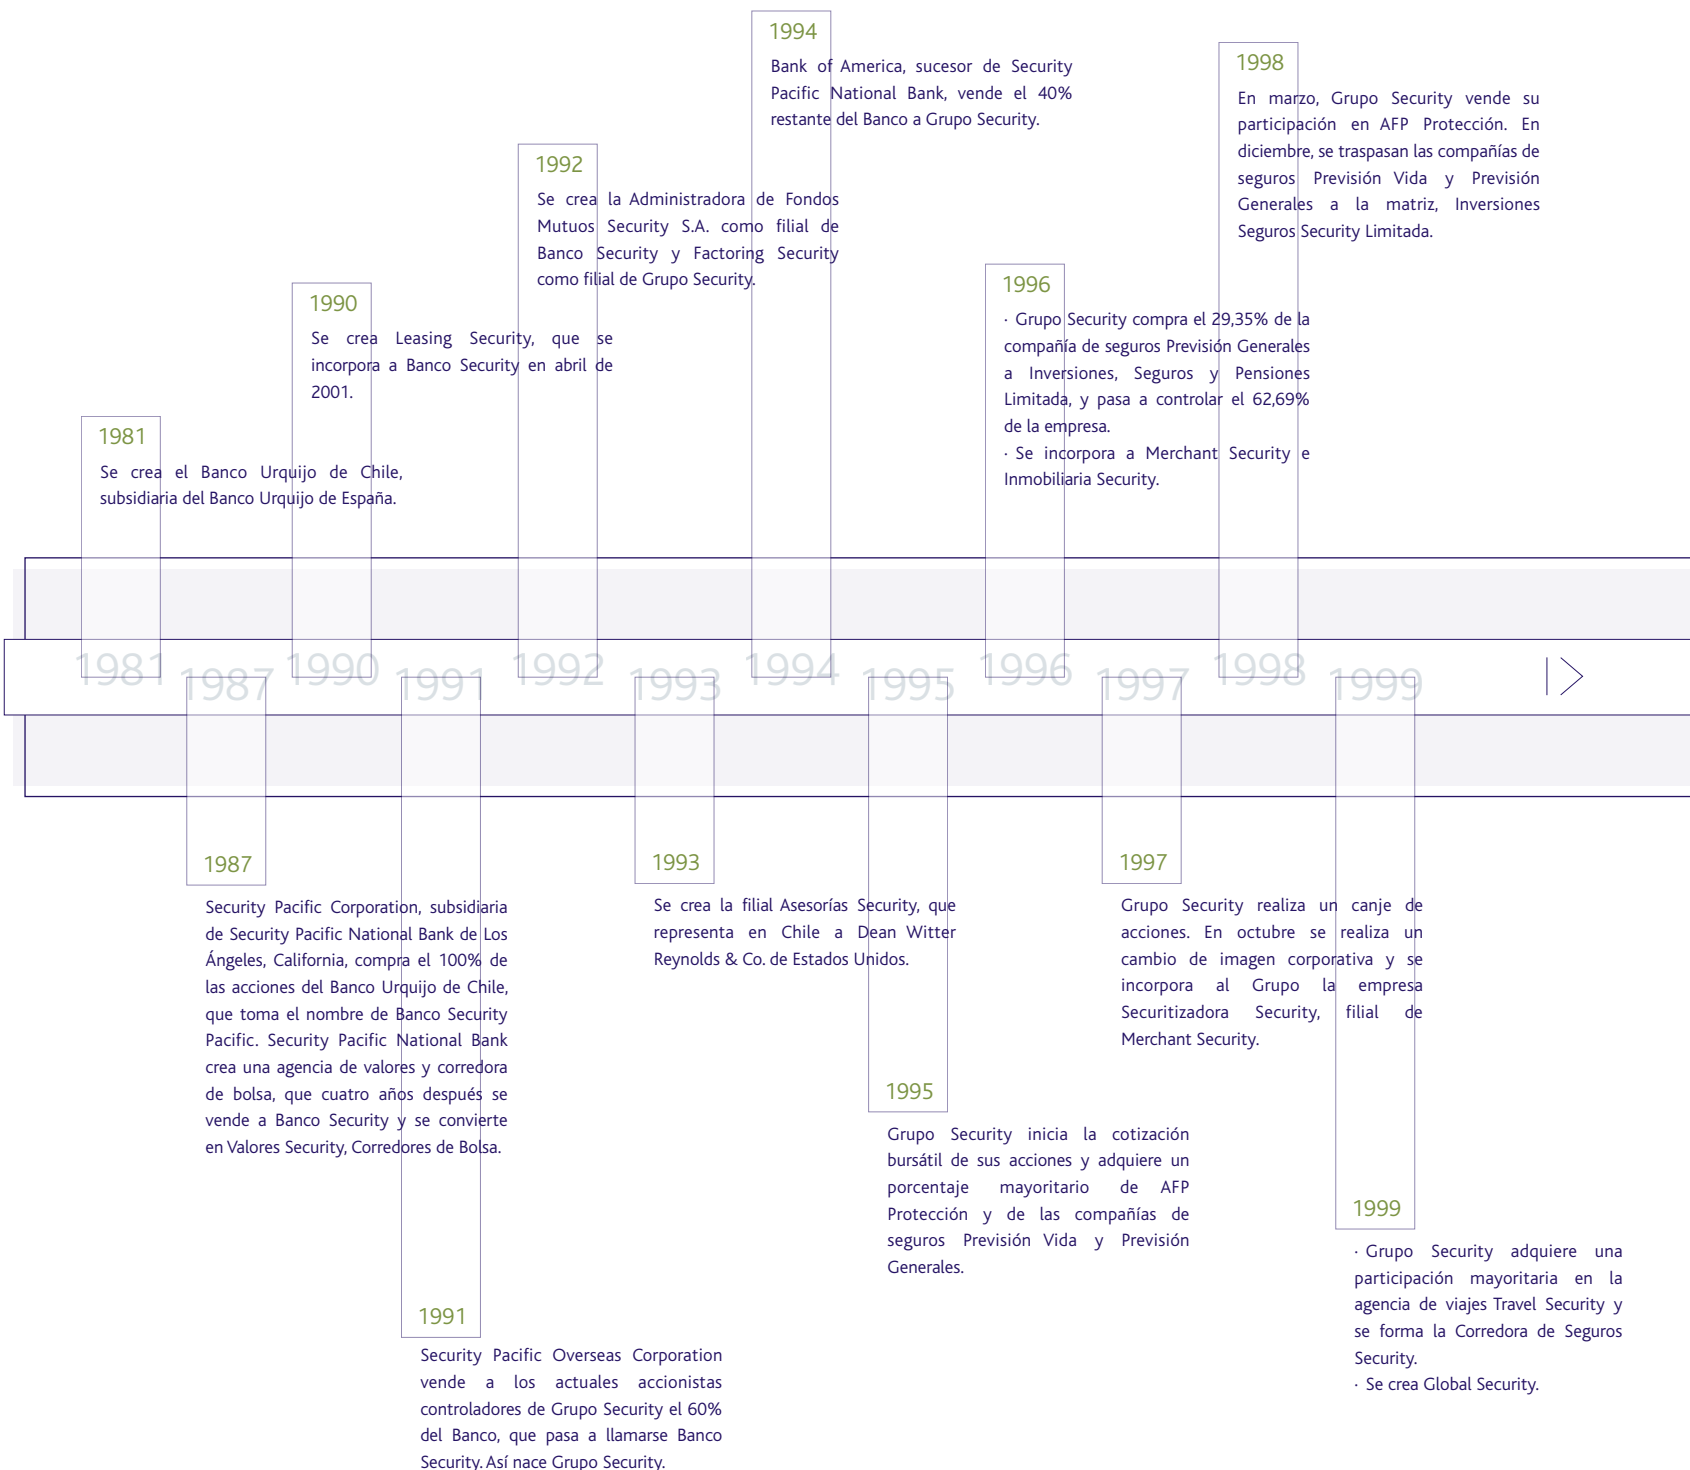 1994
Bank of America, sucesor de Security
Pacific National Bank, vende el 40%
restante del Banco a Grupo Security.
1998
En marzo, Grupo Security vende su
participación en AFP Protección. En
diciembre, se traspasan las compañías de
seguros Previsión Vida y Previsión
Generales a la matriz, Inversiones
Seguros Security Limitada.
1992
Se crea la Administradora de Fondos
Mutuos Security S.A. como filial de
Banco Security y Factoring Security
como filial de Grupo Security.
1990
Se crea Leasing Security, que se
incorpora a Banco Security en abril de
2001.
1996
· Grupo Security compra el 29,35% de la
compañía de seguros Previsión Generales
a Inversiones, Seguros y Pensiones
Limitada, y pasa a controlar el 62,69%
de la empresa.
· Se incorpora a Merchant Security e
Inmobiliaria Security.
1981
Se crea el Banco Urquijo de Chile,
subsidiaria del Banco Urquijo de España.
1981 1987 1990 1991 1992 1993 1994 1995 1996 1997 1998 1999
1987
Security Pacific Corporation, subsidiaria
de Security Pacific National Bank de Los
Ángeles, California, compra el 100% de
las acciones del Banco Urquijo de Chile,
que toma el nombre de Banco Security
Pacific. Security Pacific National Bank
crea una agencia de valores y corredora
de bolsa, que cuatro años después se
vende a Banco Security y se convierte
en Valores Security, Corredores de Bolsa.
1993
Se crea la filial Asesorías Security, que
representa en Chile a Dean Witter
Reynolds & Co. de Estados Unidos.
1997
Grupo Security realiza un canje de
acciones. En octubre se realiza un
cambio de imagen corporativa y se
incorpora al Grupo la empresa
Securitizadora Security, filial de
Merchant Security.
1995
Grupo Security inicia la cotización
bursátil de sus acciones y adquiere un
porcentaje mayoritario de AFP
Protección y de las compañías de
seguros Previsión Vida y Previsión
Generales.
1999
· Grupo Security adquiere una
participación mayoritaria en la
agencia de viajes Travel Security y
se forma la Corredora de Seguros
Security.
· Se crea Global Security.
1991
Security Pacific Overseas Corporation
vende a los actuales accionistas
controladores de Grupo Security el 60%
del Banco, que pasa a llamarse Banco
Security. Así nace Grupo Security.